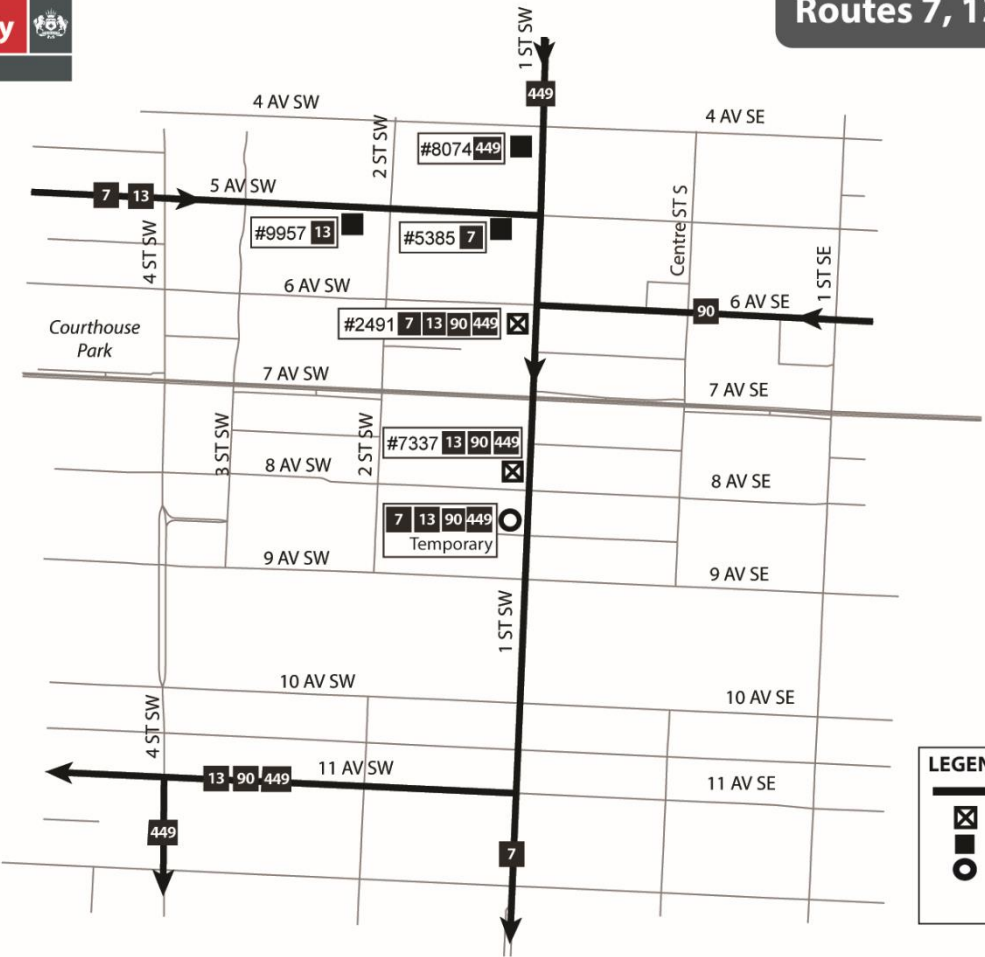 y
Routes 7, 13
1 ST SW
449
4 AV SW
4 AV SE
2 ST SW
#8074 449
7 13
5 AV SW
#9957 13
#5385 7
4 ST SW
Centre ST S
1 ST SE
6 AV SW
90
6 AV SE
#2491 7 13 90 449
Courthouse
Park
7 AV SW
7 AV SE
3 ST SW
2 ST SW
#7337 13 90 449
8 AV SW
8 AV SE
7 13 90 449
Temporary
9 AV SW
9 AV SE
1 ST SW
10 AV SW
10 AV SE
4 ST SW
13 90 449
11 AV SW
11 AV SE
LEGEN
449
7